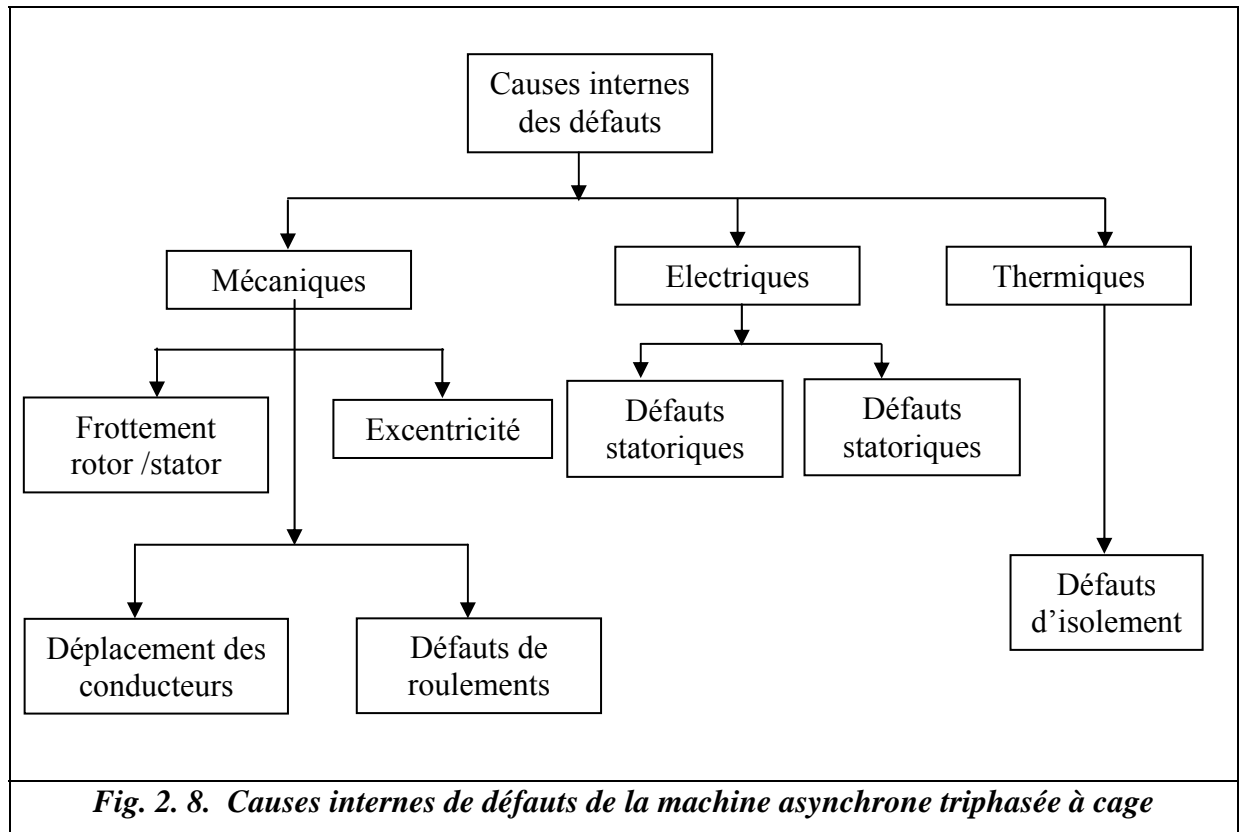 Causes internes
des défauts
Mécaniques
Electriques
Thermiques
Frottement
rotor /stator
Excentricité
Défauts
statoriques
Défauts
statoriques
Déplacement des
conducteurs
Défauts de
roulements
Défauts
d’isolement
Fig. 2. 8. Causes internes de défauts de la machine asynchrone triphasée à cage